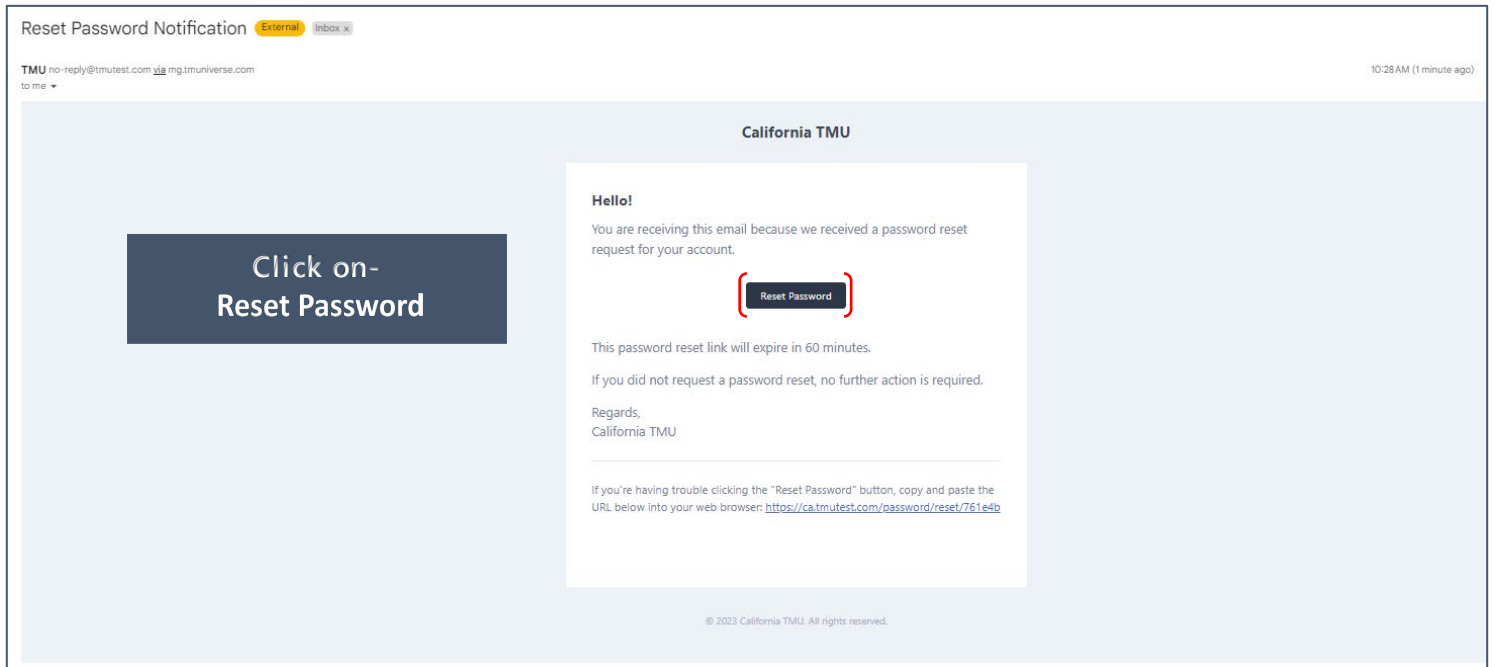 Reset Password Notification External Inbox x
TMU no-reply@tmutest.com via mg.tmuniverse.com 10:28 AM (1 minute ago)
to me
California TMU
Hello!
You are receiving this email because we received a password reset
request for your account.
Click on-
Reset Password
Reset Password
This password reset link will expire in 60 minutes.
If you did not request a password reset, no further action is required.
Regards,
California TMU
If you're having trouble clicking the "Reset Password" button, copy and paste the
URL below into your web browser: https://ca.tmutest.com/password/reset/761e4b
© 2023 California TMU. All rights reserved.